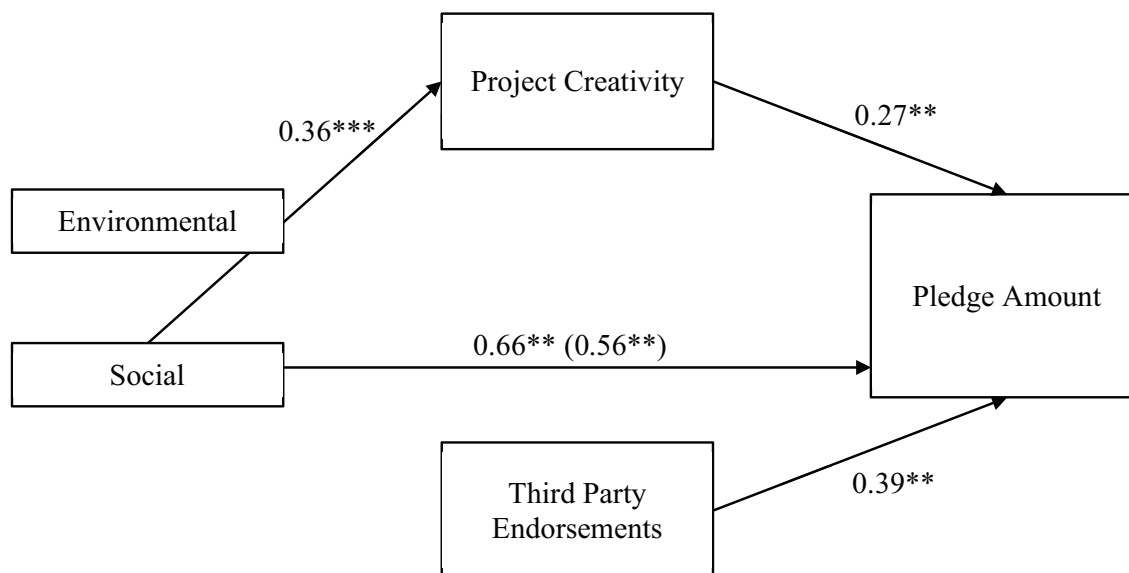 Project Creativity
0.36***
0.27**
Environmental
Pledge Amount
0.66** (0.56**)
Social
Third Party
Endorsements
0.39**